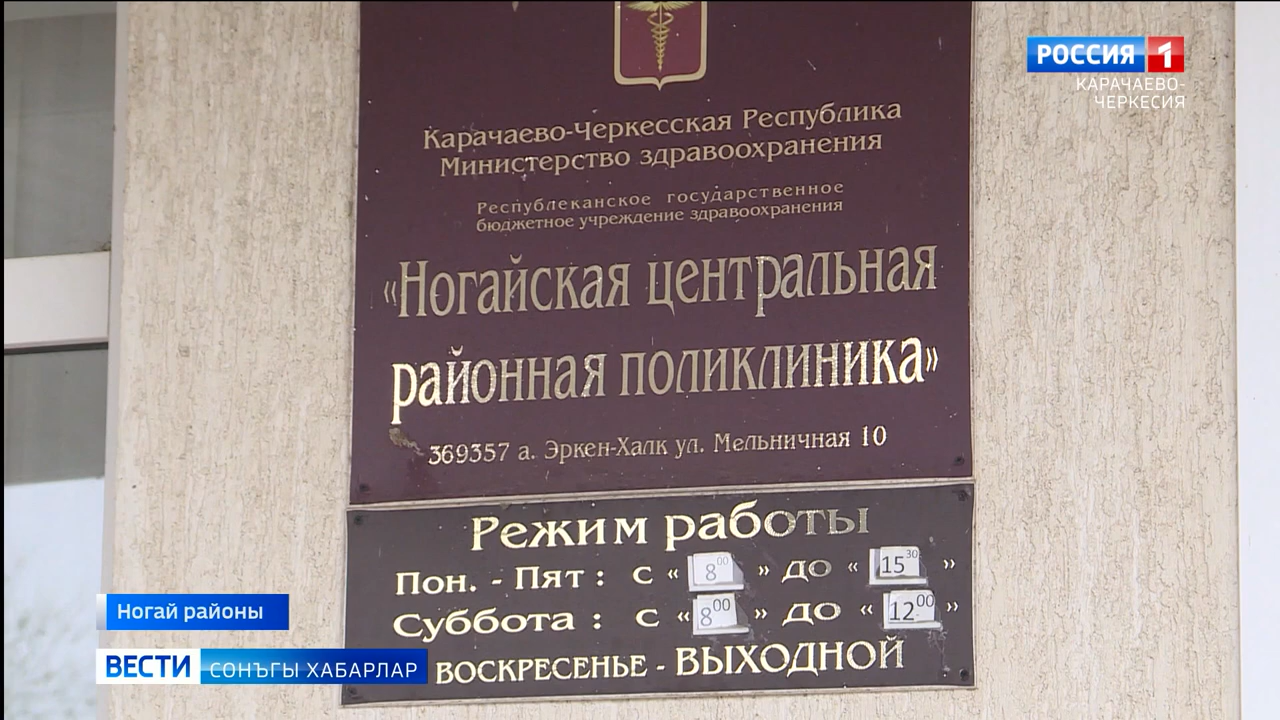 РОССИЯ 1
КАРАЧАЕВО-
ЧЕРКЕСИЯ
Карачаево-Черкесская Республика
Министерство здравоохранения
Республеканское государственное
бюджетное учреждение здравоохранения
«Ногайская центральная
районная поликлиника»
369357 а. Эркен-Халк ул. Мельничная 10
Режим работы
Пон. - Пят : с « 8 00 » до « 15 30 »
Суббота : с « 8 00 » до « 12 00 »
ВОСКРЕСЕНЬЕ - ВЫХОДНОЙ
Ногай районы
ВЕСТИ СОНЪГЫ ХАБАРЛАР